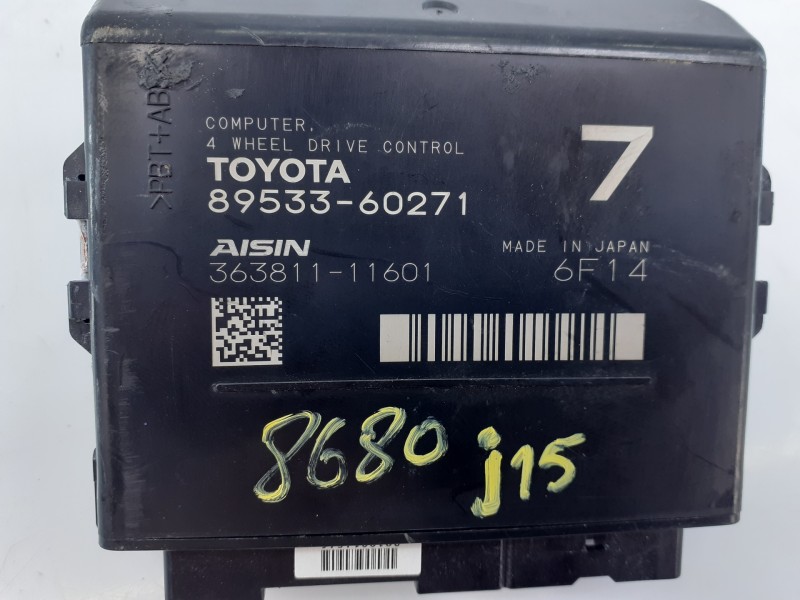 >PBT+ABS<
COMPUTER,
4 WHEEL DRIVE CONTROL
7
TOYOTA
89533-60271
AISIN
MADE IN JAPAN
363811-11601
6F14
8680 j15